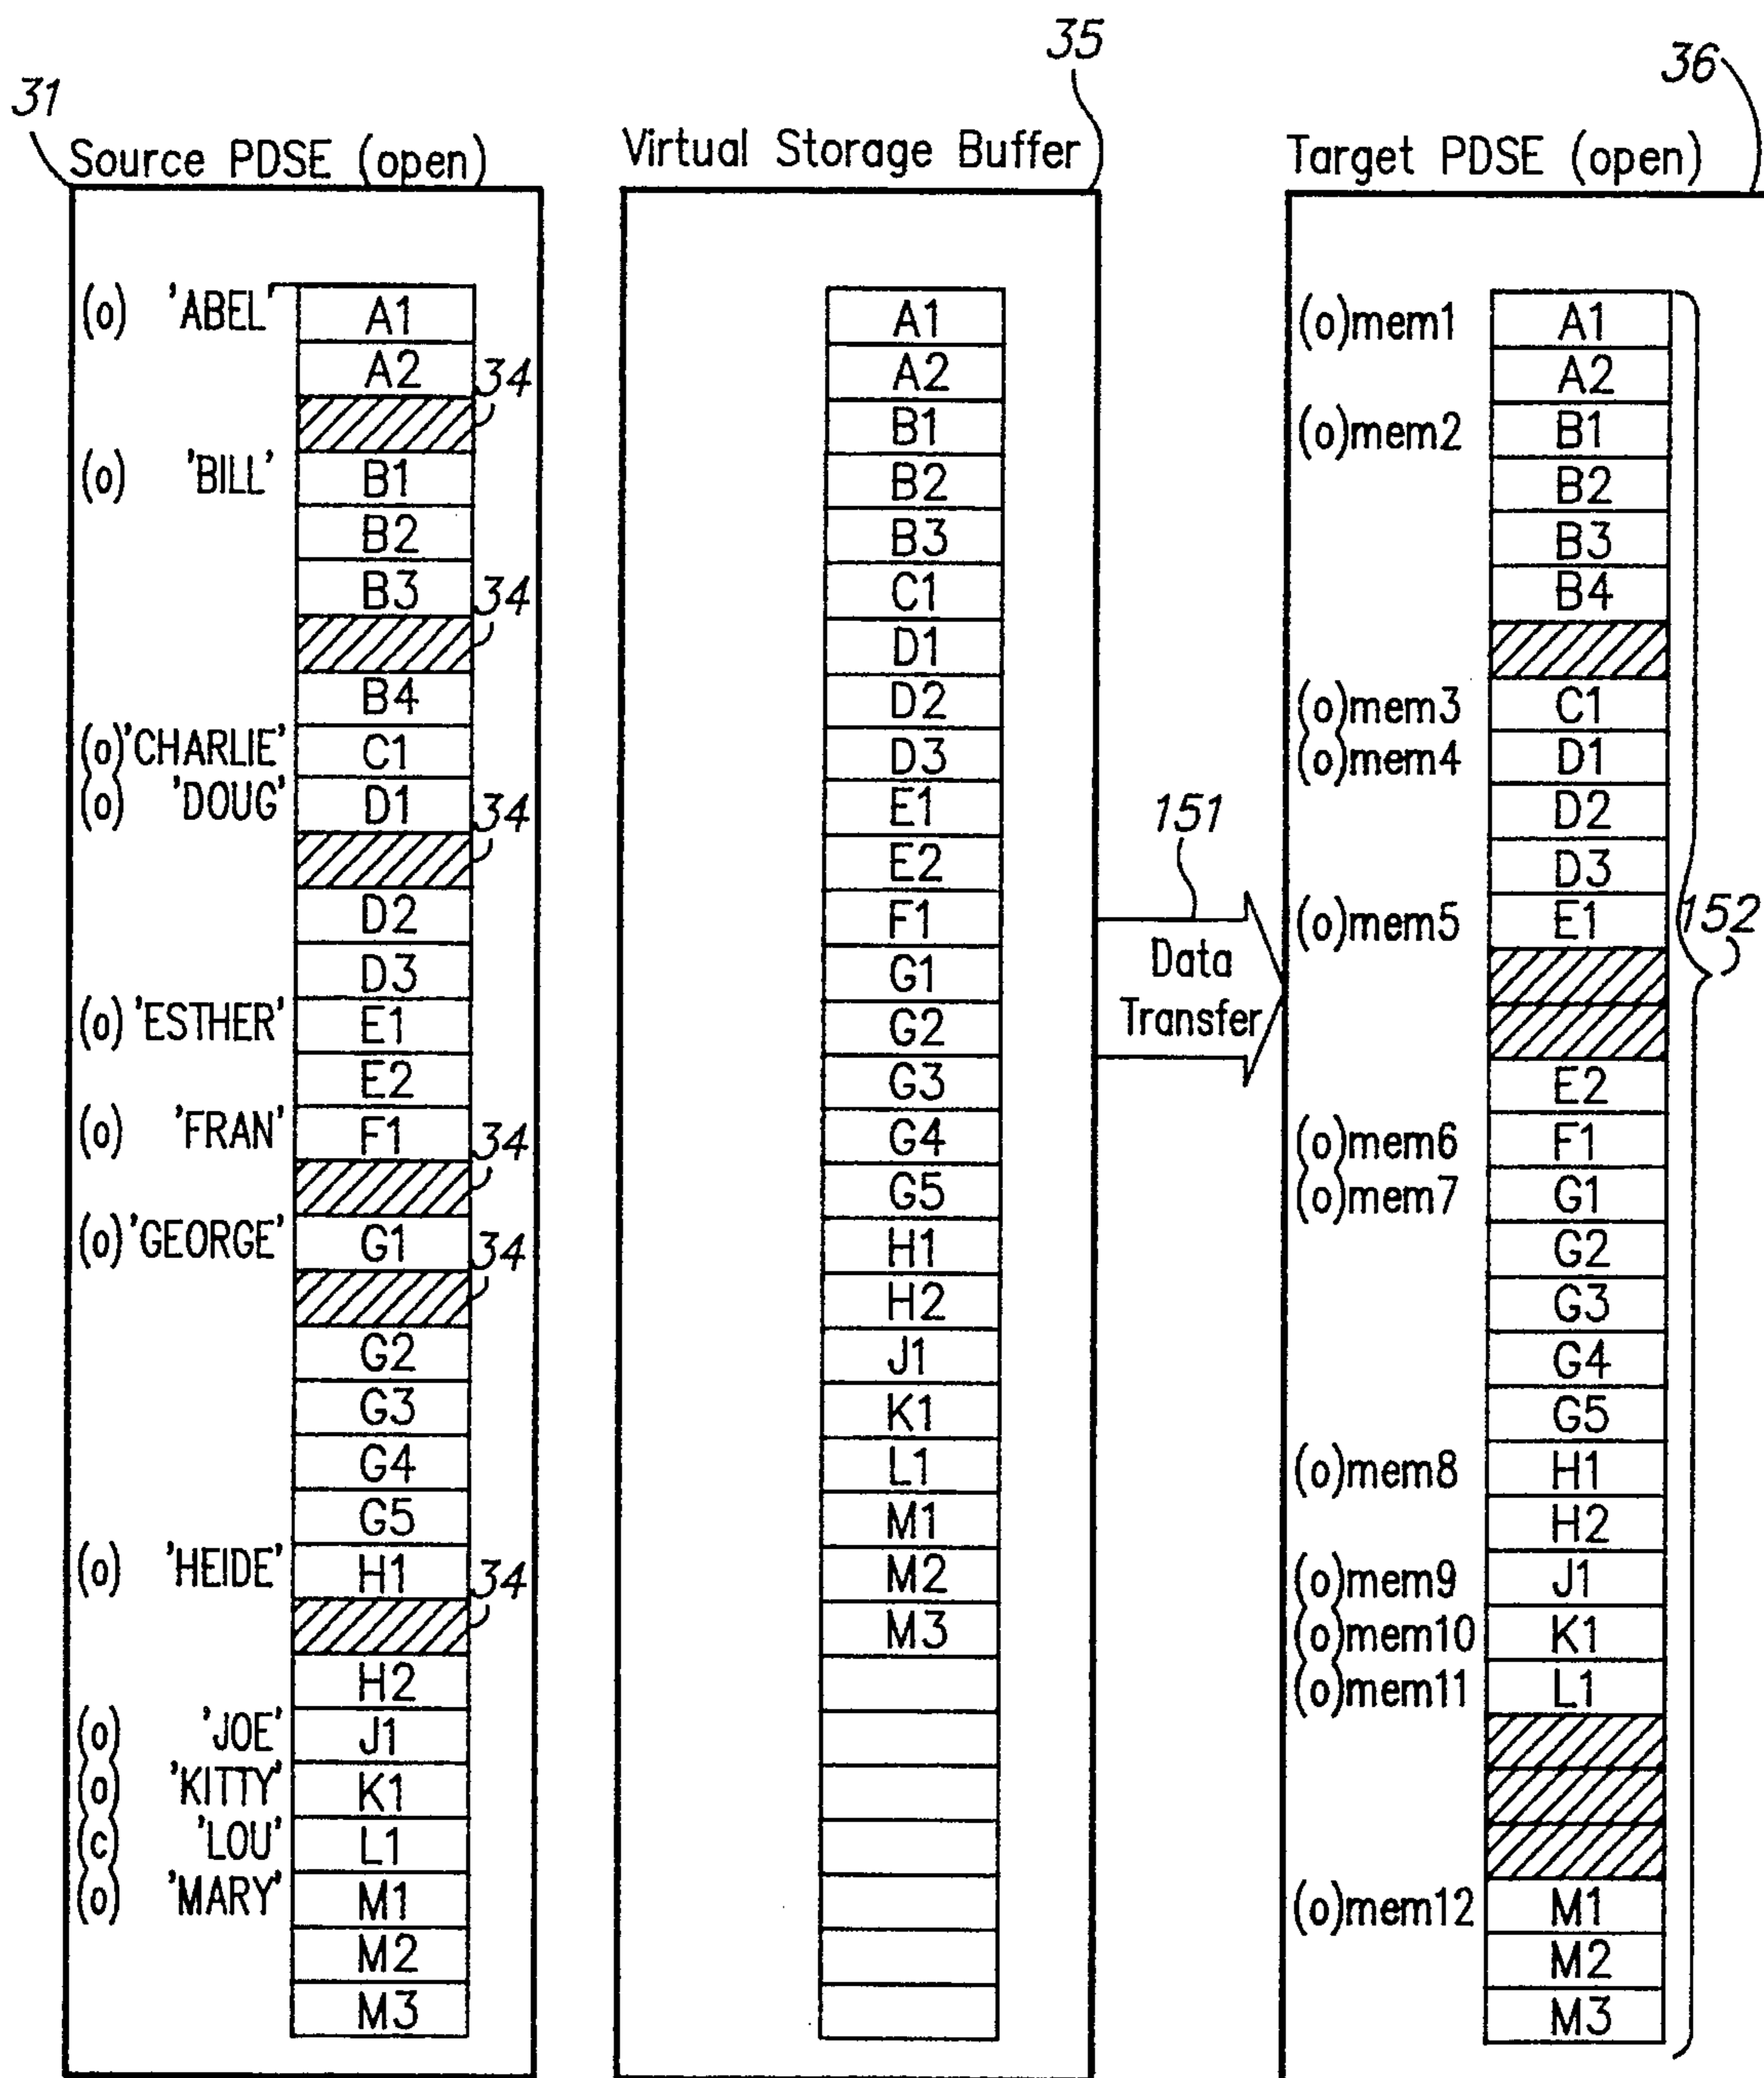 31
35
36
Source PDSE (open)
Virtual Storage Buffer
Target PDSE (open)
(o) 'ABEL' A1
A2
34
(o) 'BILL' B1
B2
B3
34
B4
(o) 'CHARLIE' C1
(o) 'DOUG' D1
34
D2
D3
(o) 'ESTHER' E1
E2
(o) 'FRAN' F1
34
(o) 'GEORGE' G1
34
G2
G3
G4
G5
(o) 'HEIDE' H1
34
H2
(o) 'JOE' J1
(o) 'KITTY' K1
(c) 'LOU' L1
(o) 'MARY' M1
M2
M3
A1
A2
B1
B2
B3
C1
D1
D2
D3
E1
E2
F1
G1
G2
G3
G4
G5
H1
H2
J1
K1
L1
M1
M2
M3
151
Data
Transfer
(o)mem1 A1
A2
(o)mem2 B1
B2
B3
B4
(o)mem3 C1
(o)mem4 D1
D2
D3
(o)mem5 E1
152
E2
(o)mem6 F1
(o)mem7 G1
G2
G3
G4
G5
(o)mem8 H1
H2
(o)mem9 J1
(o)mem10 K1
(o)mem11 L1
(o)mem12 M1
M2
M3